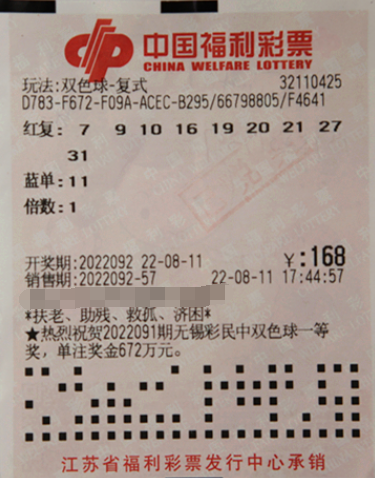 中国福利彩票
CHINA WELFARE LOTTERY
玩法:双色球-复式 32110425
D783-F672-F09A-ACEC-B295/66798805/F4641
红复: 7 9 10 16 19 20 21 27
31
蓝单:11
倍数:1
开奖期:2022092 22-08-11 ¥:168
销售期:2022092-57 22-08-11 17:44:57
*扶老、助残、救孤、济困*
★热烈祝贺2022091期无锡彩民中双色球一等
奖,单注奖金672万元。
江苏省福利彩票发行中心承销